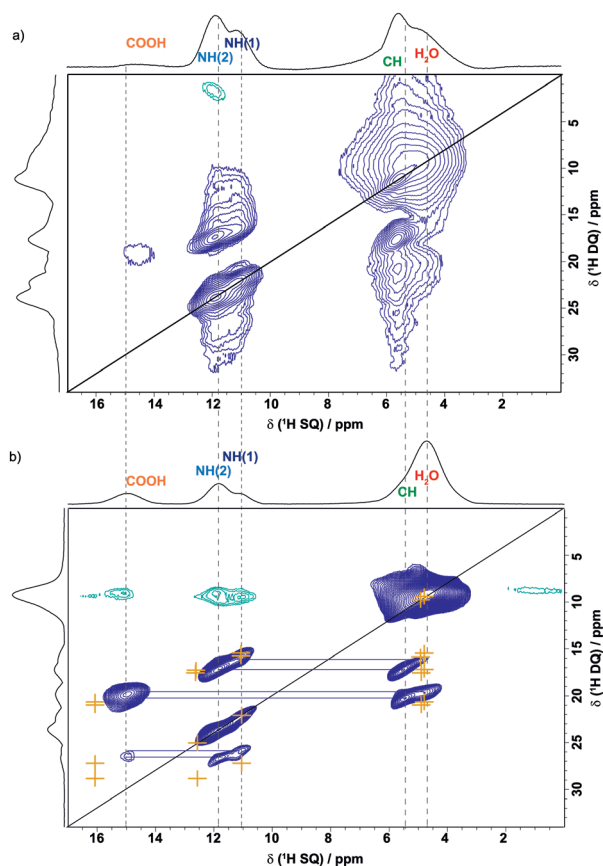 a)
COOH
NH(2)
NH(1)
CH
H₂O
5
10
15
20
25
30
δ (¹H DQ) / ppm
16 14 12 10 8 6 4 2
δ (¹H SQ) / ppm
b)
COOH
NH(2)
NH(1)
CH
H₂O
5
10
15
20
25
30
δ (¹H DQ) / ppm
16 14 12 10 8 6 4 2
δ (¹H SQ) / ppm